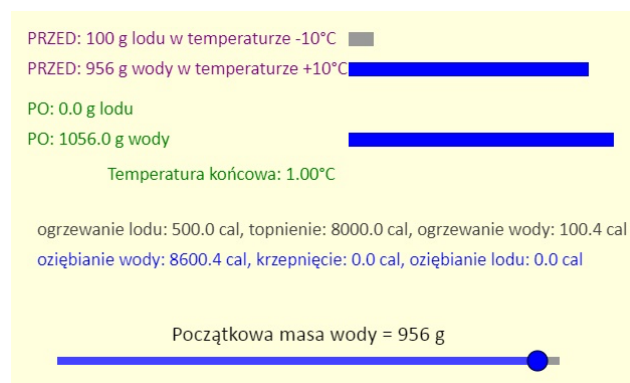 PRZED: 100 g lodu w temperaturze -10°C
PRZED: 956 g wody w temperaturze +10°C
PO: 0.0 g lodu
PO: 1056.0 g wody
Temperatura końcowa: 1.00°C
ogrzewanie lodu: 500.0 cal, topnienie: 8000.0 cal, ogrzewanie wody: 100.4 cal
oziębianie wody: 8600.4 cal, krzepnięcie: 0.0 cal, oziębianie lodu: 0.0 cal
Początkowa masa wody = 956 g